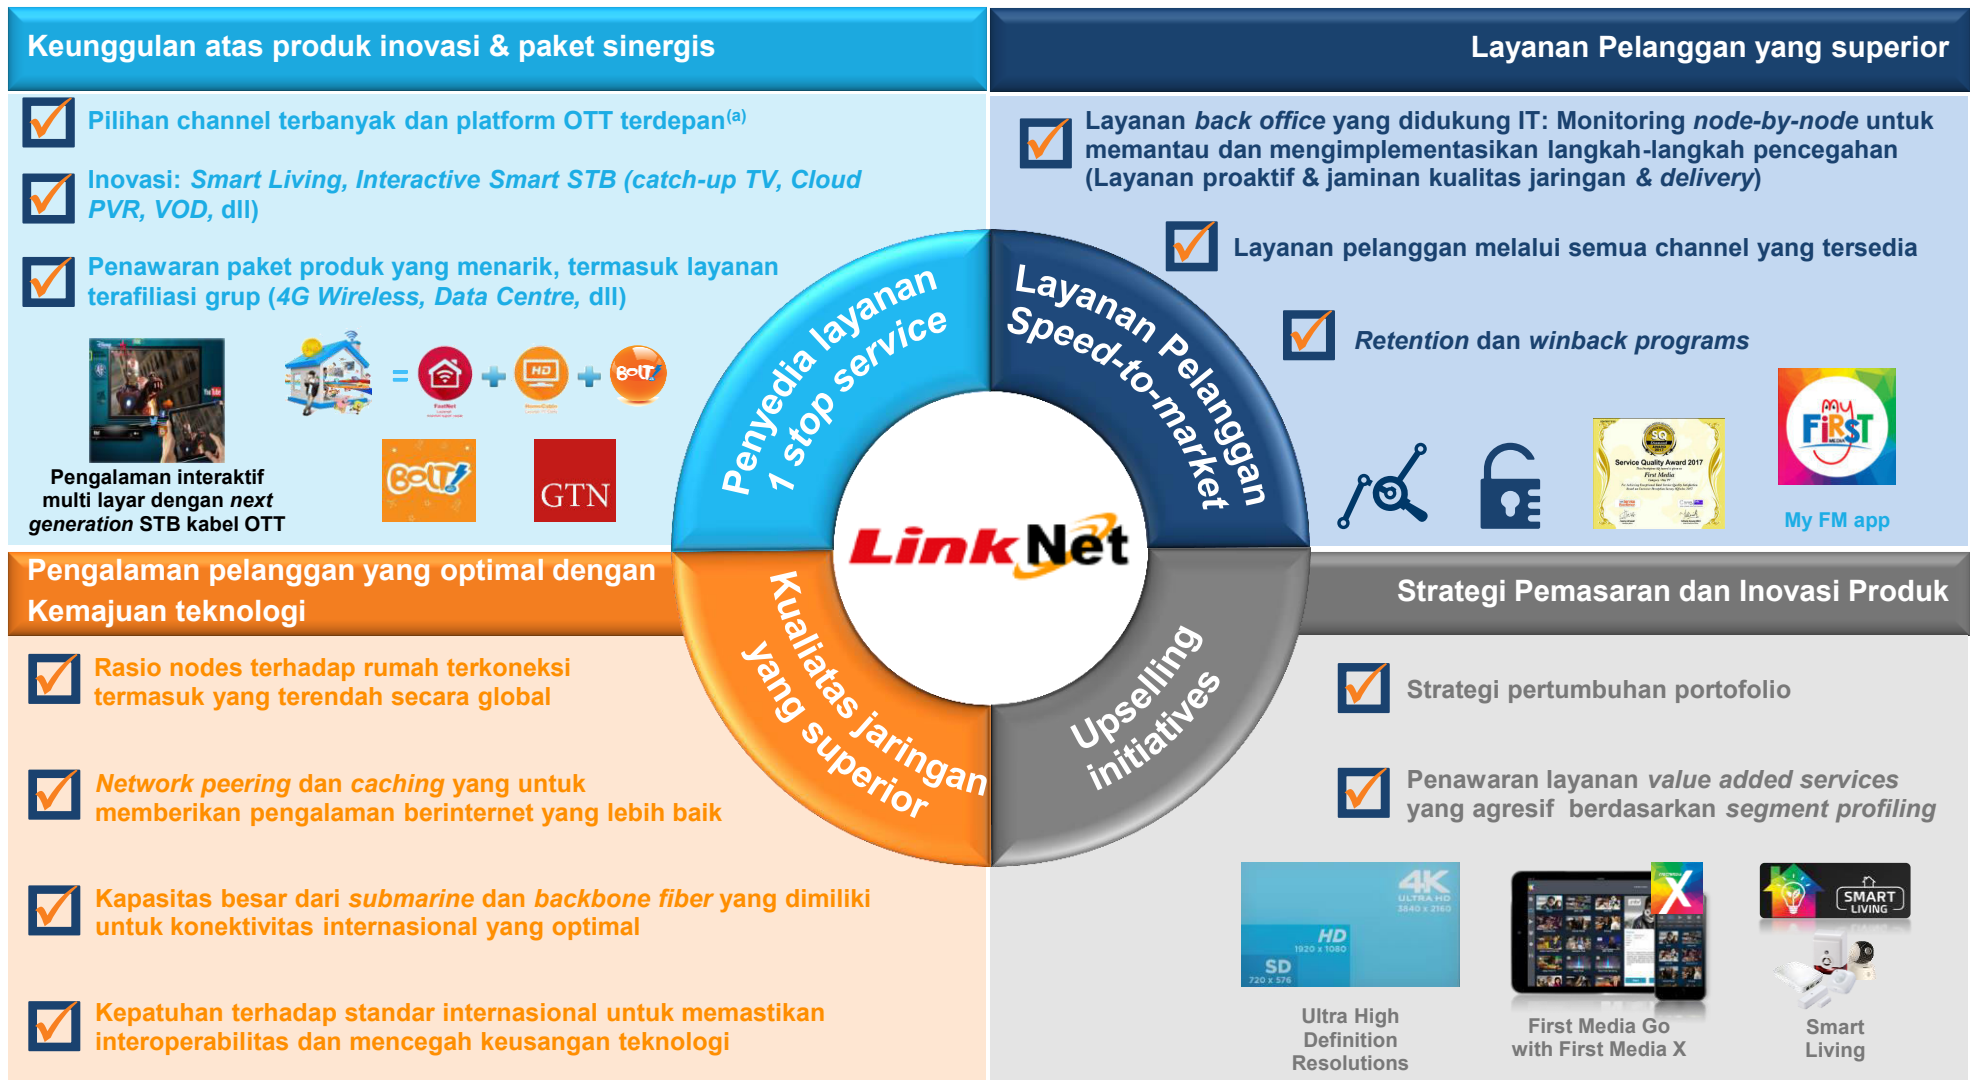 Keunggulan atas produk inovasi & paket sinergis
Pilihan channel terbanyak dan platform OTT terdepan(a)
Inovasi: Smart Living, Interactive Smart STB (catch-up TV, Cloud
PVR, VOD, dll)
Penawaran paket produk yang menarik, termasuk layanan
terafiliasi grup (4G Wireless, Data Centre, dll)
=
+
HD
+
BOLT!
FastNet
BOLT!
GTN
Pengalaman interaktif
multi layar dengan next
generation STB kabel OTT
Layanan Pelanggan yang superior
Layanan back office yang didukung IT: Monitoring node-by-node untuk
memantau dan mengimplementasikan langkah-langkah pencegahan
(Layanan proaktif & jaminan kualitas jaringan & delivery)
Layanan pelanggan melalui semua channel yang tersedia
Retention dan winback programs
SQ
Service Quality Award 2017
First Media
My
FiRST
MEDIA
My FM app
Penyedia layanan
1 stop service
Layanan Pelanggan
Speed-to-market
LinkNet
Kualiatas jaringan
yang superior
Upselling
initiatives
Pengalaman pelanggan yang optimal dengan
Kemajuan teknologi
Rasio nodes terhadap rumah terkoneksi
termasuk yang terendah secara global
Network peering dan caching yang untuk
memberikan pengalaman berinternet yang lebih baik
Kapasitas besar dari submarine dan backbone fiber yang dimiliki
untuk konektivitas internasional yang optimal
Kepatuhan terhadap standar internasional untuk memastikan
interoperabilitas dan mencegah keusangan teknologi
Strategi Pemasaran dan Inovasi Produk
Strategi pertumbuhan portofolio
Penawaran layanan value added services
yang agresif berdasarkan segment profiling
4K
ULTRA HD
3840 x 2160
HD
1920 x 1080
SD
720 x 576
Ultra High
Definition
Resolutions
X
First Media Go
with First Media X
SMART
LIVING
Smart
Living